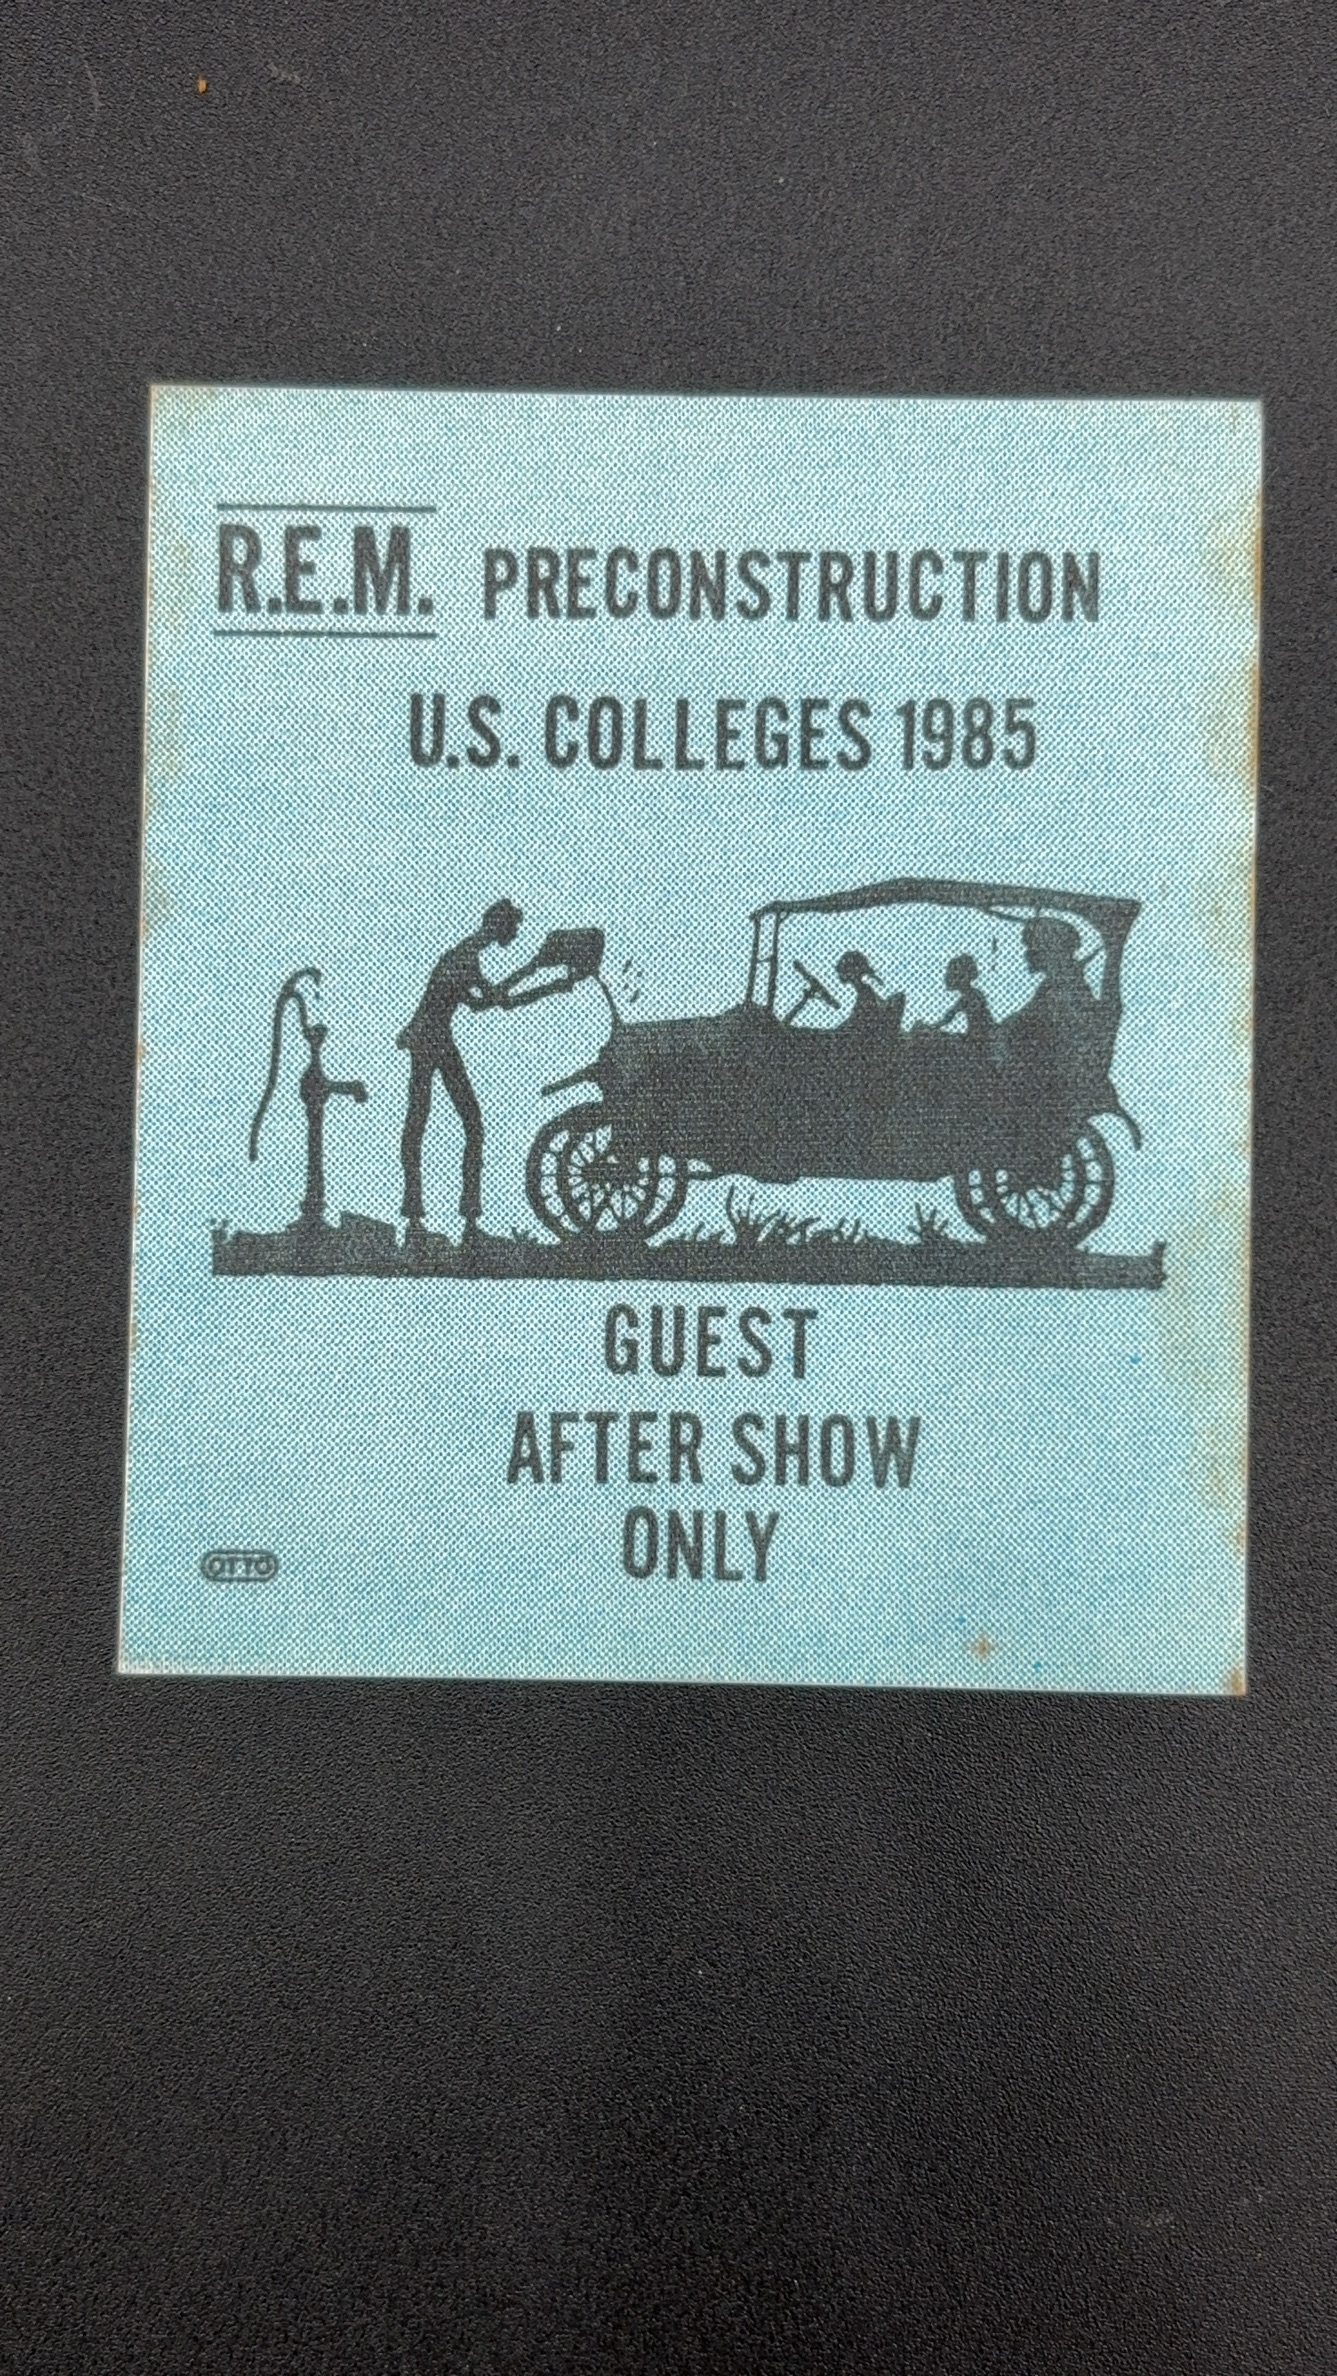 R.E.M. PRECONSTRUCTION
U.S. COLLEGES 1985
GUEST
AFTER SHOW
ONLY
OTTO